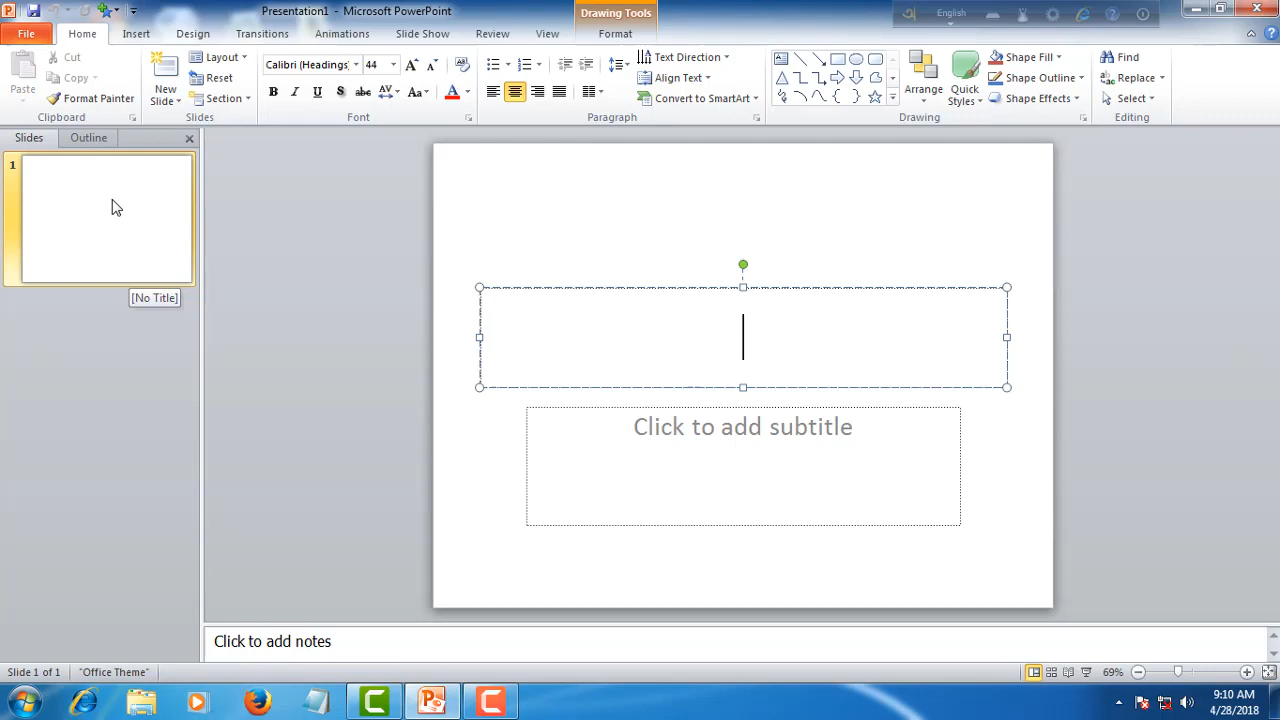 Presentation1 - Microsoft PowerPoint
Drawing Tools
English
File Home Insert Design Transitions Animations Slide Show Review View Format
Paste
Cut
Copy
Format Painter
Clipboard
New Slide
Layout
Reset
Section
Slides
Calibri (Headings) 44
B I U S abc AV Aa A
Font
Text Direction
Align Text
Convert to SmartArt
Paragraph
Arrange
Quick Styles
Shape Fill
Shape Outline
Shape Effects
Drawing
Find
Replace
Select
Editing
Slides Outline
1
[No Title]
Click to add subtitle
Click to add notes
Slide 1 of 1 "Office Theme" 69%
9:10 AM
4/28/2018